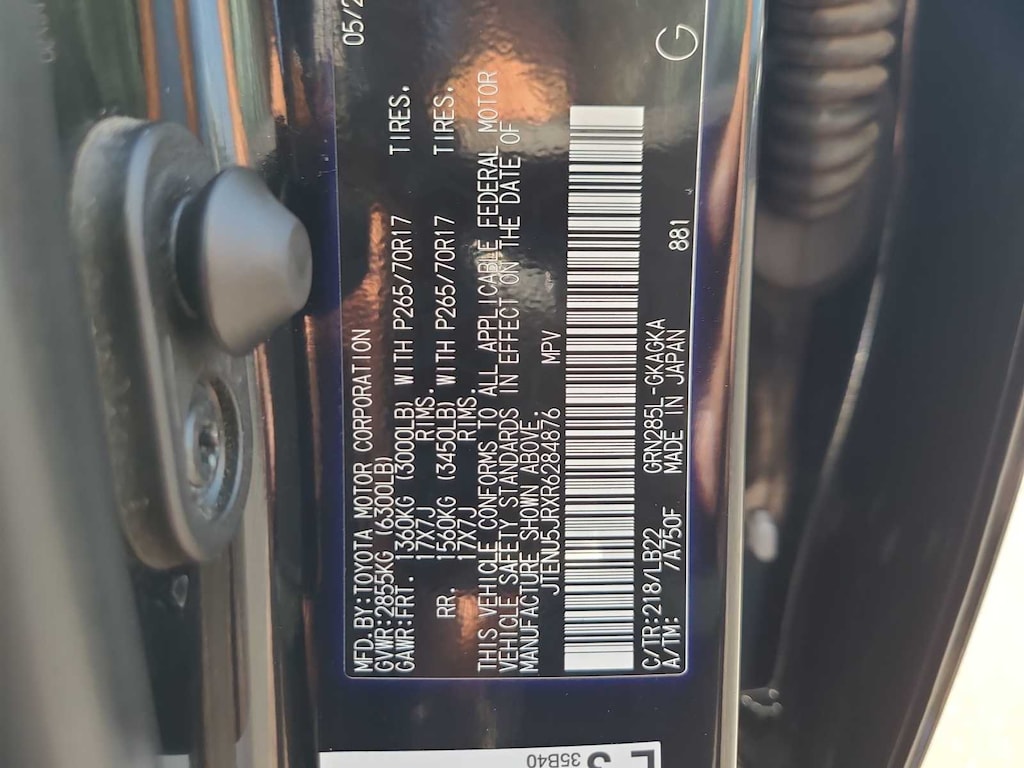 MFD.BY:TOYOTA MOTOR CORPORATION 05/2
GVWR:2855KG (6300LB)
GAWR:FRT. 1360KG (3000LB) WITH P265/70R17 TIRES.
17X7J RIMS.
RR. 1560KG (3450LB) WITH P265/70R17 TIRES.
17X7J RIMS.
THIS VEHICLE CONFORMS TO ALL APPLICABLE FEDERAL MOTOR
VEHICLE SAFETY STANDARDS IN EFFECT ON THE DATE OF
MANUFACTURE SHOWN ABOVE.
JTENU5JRXR6284876 MPV
C/TR:218/LB22 GRN285L-GKAGKA 881
A/TM: 7A750F MADE IN JAPAN G
35B40